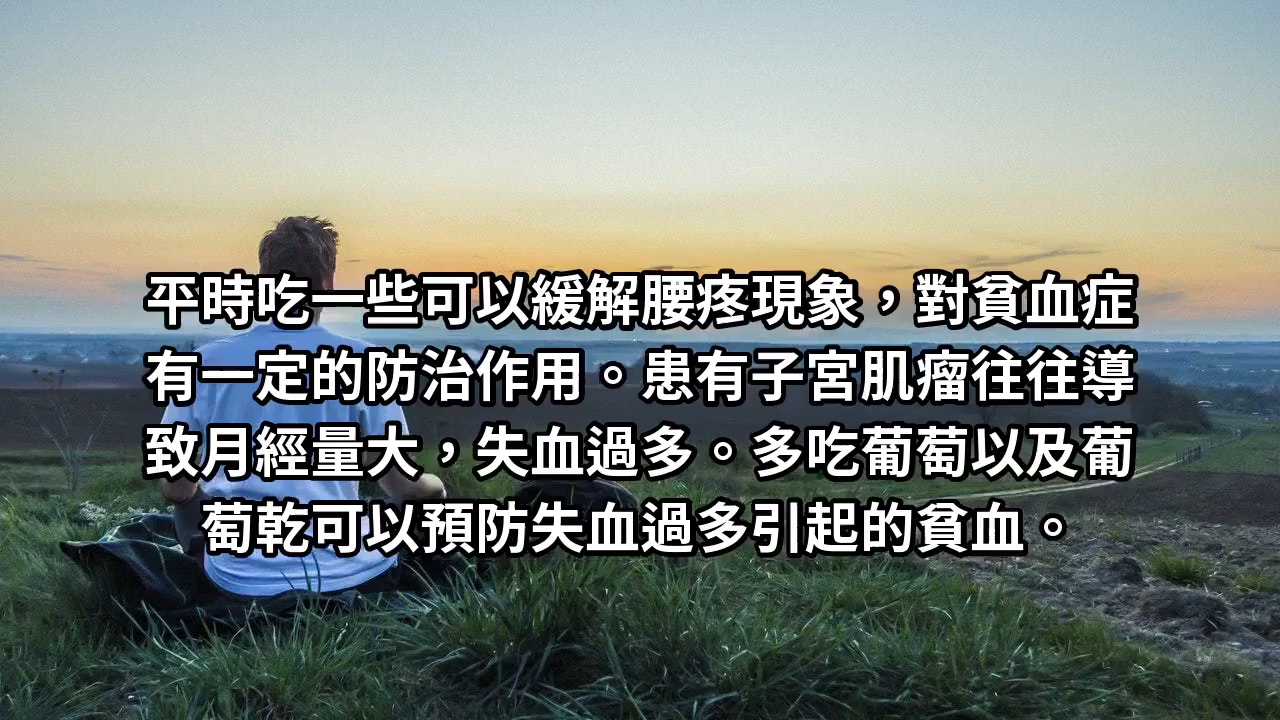 平時吃一些可以緩解腰疼現象，對貧血症
有一定的防治作用。患有子宮肌瘤往往導
致月經量大，失血過多。多吃葡萄以及葡
萄乾可以預防失血過多引起的貧血。